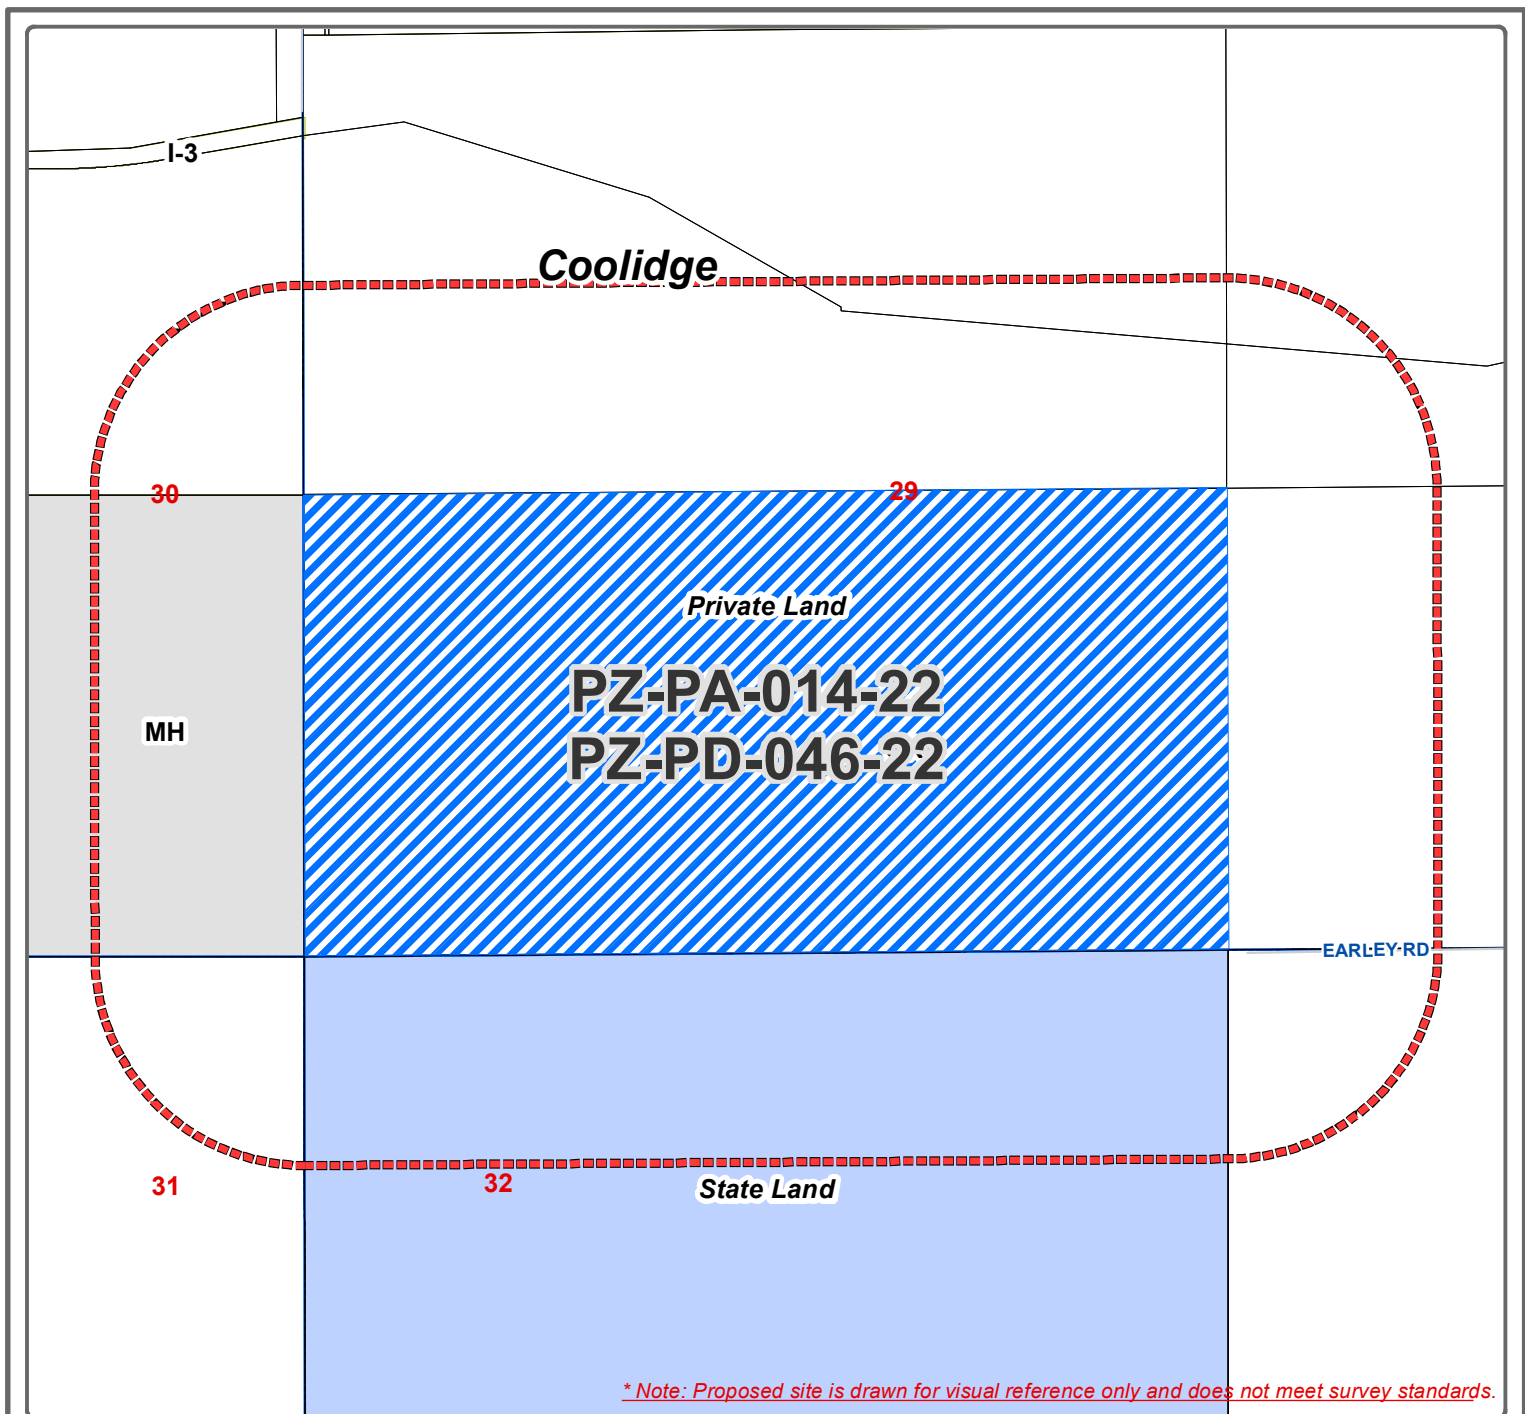 I-3
Coolidge
30
29
Private Land
PZ-PA-014-22
PZ-PD-046-22
MH
EARLEY RD
31
32
State Land
* Note: Proposed site is drawn for visual reference only and does not meet survey standards.